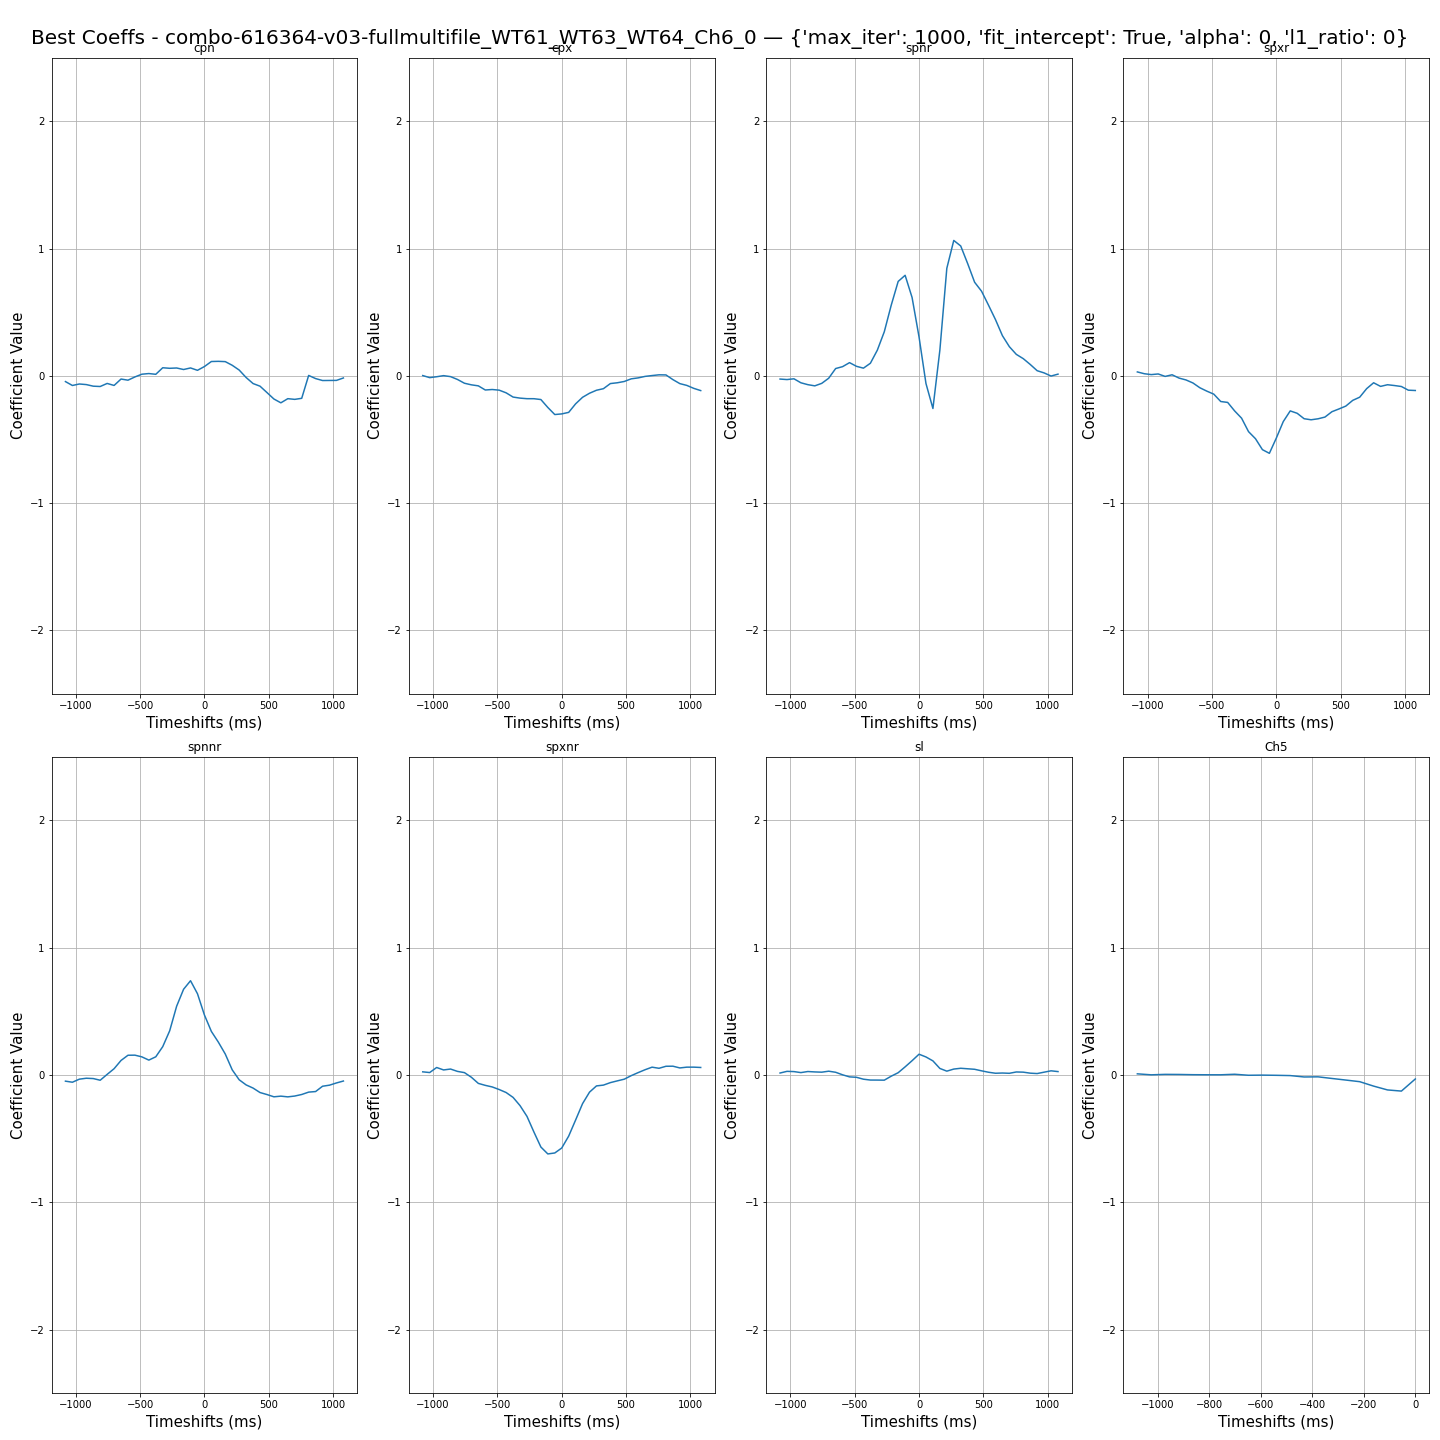 Best Coeffs - combo-616364-v03-fullmultifile_WT61_WT63_WT64_Ch6_0 — {'max_iter': 1000, 'fit_intercept': True, 'alpha': 0, 'l1_ratio': 0}
cpn cpx spnr spxr
2 2 2 2
1 1 1 1
0 0 0 0
Coefficient Value Coefficient Value Coefficient Value Coefficient Value
−1 −1 −1 −1
−2 −2 −2 −2
−1000 −500 0 500 1000 −1000 −500 0 500 1000 −1000 −500 0 500 1000 −1000 −500 0 500 1000
Timeshifts (ms) Timeshifts (ms) Timeshifts (ms) Timeshifts (ms)
spnnr spxnr sl Ch5
2 2 2 2
1 1 1 1
0 0 0 0
Coefficient Value Coefficient Value Coefficient Value Coefficient Value
−1 −1 −1 −1
−2 −2 −2 −2
−1000 −500 0 500 1000 −1000 −500 0 500 1000 −1000 −500 0 500 1000 −1000 −800 −600 −400 −200 0
Timeshifts (ms) Timeshifts (ms) Timeshifts (ms) Timeshifts (ms)